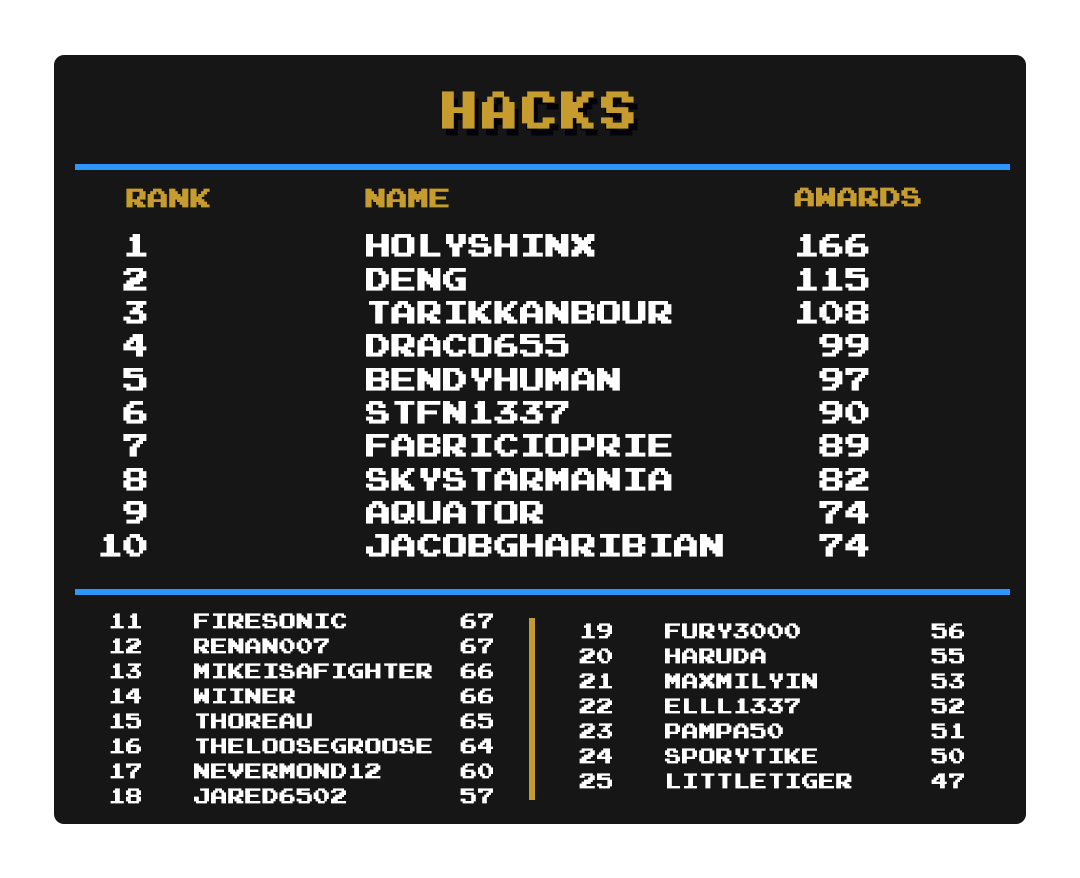 HACKS
RANK NAME AWARDS
1 HOLYSHINX 166
2 DENG 115
3 TARIKKANBOUR 108
4 DRACO655 99
5 BENDYHUMAN 97
6 STFN1337 90
7 FABRICIOPRIE 89
8 SKYSTARMANIA 82
9 AQUATOR 74
10 JACOBGHARIBIAN 74
11 FIRESONIC 67
12 RENAN007 67
13 MIKEISAFIGHTER 66
14 WIINER 66
15 THOREAU 65
16 THELOOSEGROOSE 64
17 NEVERMOND12 60
18 JARED6502 57
19 FURY3000 56
20 HARUDA 55
21 MAXMILYIN 53
22 ELLL1337 52
23 PAMPA50 51
24 SPORYTIKE 50
25 LITTLETIGER 47